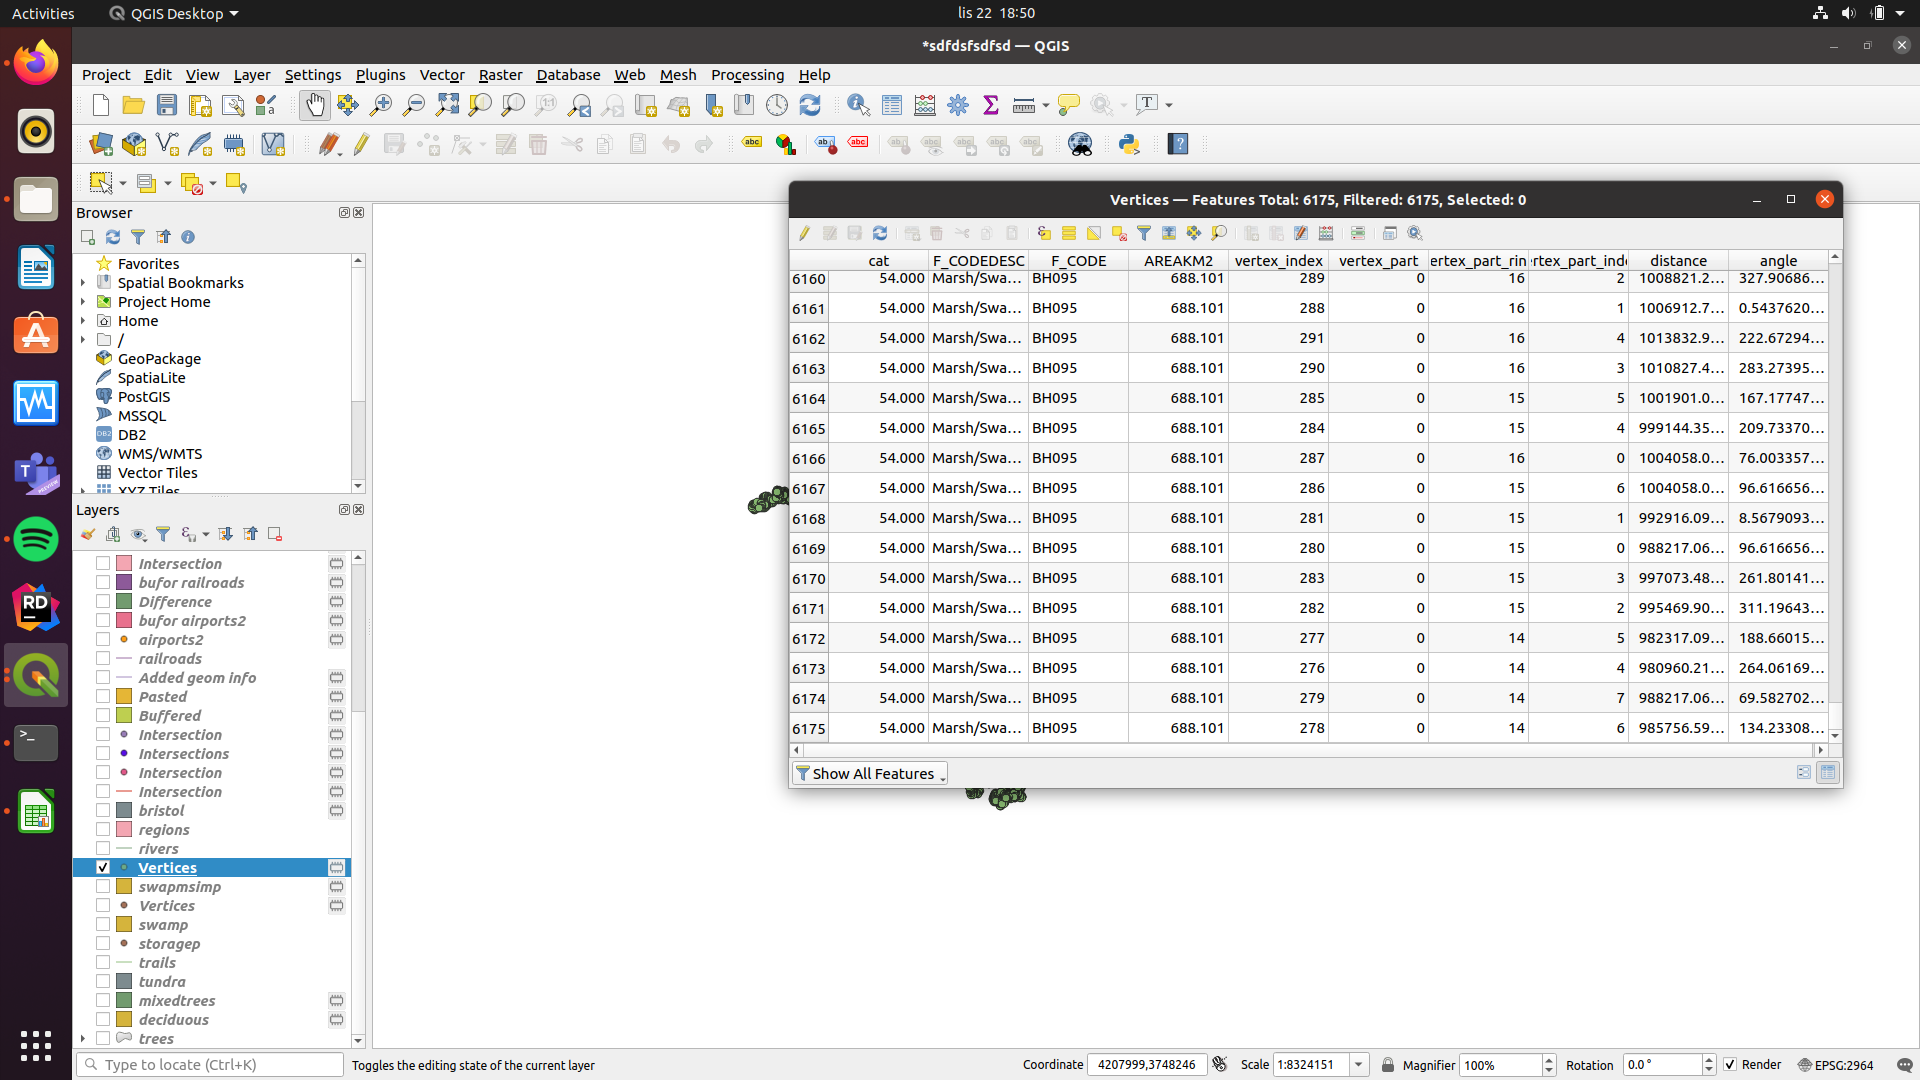 Activities QGIS Desktop lis 22 18:50
*sdfdsfsdfsd — QGIS
Project Edit View Layer Settings Plugins Vector Raster Database Web Mesh Processing Help
Browser
Favorites
Spatial Bookmarks
Project Home
Home
/
GeoPackage
SpatiaLite
PostGIS
MSSQL
DB2
WMS/WMTS
Vector Tiles
XYZ Tiles
Layers
Intersection
bufor railroads
Difference
bufor airports2
airports2
railroads
Added geom info
Pasted
Buffered
Intersection
Intersections
Intersection
Intersection
bristol
regions
rivers
Vertices
swapmsimp
Vertices
swamp
storagep
trails
tundra
mixedtrees
deciduous
trees
Vertices — Features Total: 6175, Filtered: 6175, Selected: 0
cat F_CODEDESC F_CODE AREAKM2 vertex_index vertex_part ertex_part_rin rtex_part_inde distance angle
6160 54.000 Marsh/Swa... BH095 688.101 289 0 16 2 1008821.2... 327.90686...
6161 54.000 Marsh/Swa... BH095 688.101 288 0 16 1 1006912.7... 0.5437620...
6162 54.000 Marsh/Swa... BH095 688.101 291 0 16 4 1013832.9... 222.67294...
6163 54.000 Marsh/Swa... BH095 688.101 290 0 16 3 1010827.4... 283.27395...
6164 54.000 Marsh/Swa... BH095 688.101 285 0 15 5 1001901.0... 167.17747...
6165 54.000 Marsh/Swa... BH095 688.101 284 0 15 4 999144.35... 209.73370...
6166 54.000 Marsh/Swa... BH095 688.101 287 0 16 0 1004058.0... 76.003357...
6167 54.000 Marsh/Swa... BH095 688.101 286 0 15 6 1004058.0... 96.616656...
6168 54.000 Marsh/Swa... BH095 688.101 281 0 15 1 992916.09... 8.5679093...
6169 54.000 Marsh/Swa... BH095 688.101 280 0 15 0 988217.06... 96.616656...
6170 54.000 Marsh/Swa... BH095 688.101 283 0 15 3 997073.48... 261.80141...
6171 54.000 Marsh/Swa... BH095 688.101 282 0 15 2 995469.90... 311.19643...
6172 54.000 Marsh/Swa... BH095 688.101 277 0 14 5 982317.09... 188.66015...
6173 54.000 Marsh/Swa... BH095 688.101 276 0 14 4 980960.21... 264.06169...
6174 54.000 Marsh/Swa... BH095 688.101 279 0 14 7 988217.06... 69.582702...
6175 54.000 Marsh/Swa... BH095 688.101 278 0 14 6 985756.59... 134.23308...
Show All Features
Type to locate (Ctrl+K) Toggles the editing state of the current layer Coordinate 4207999,3748246 Scale 1:8324151 Magnifier 100% Rotation 0.0 ° Render EPSG:2964